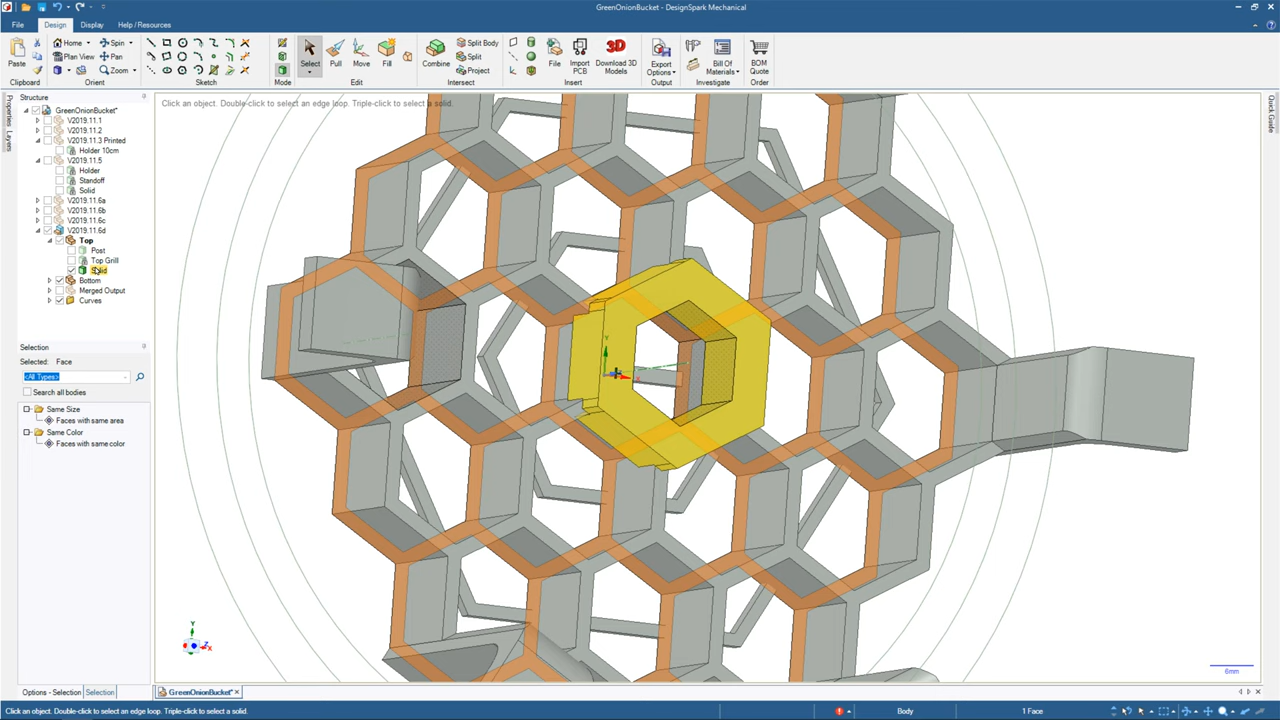 GreenOnionBucket - DesignSpark Mechanical
File Design Display Help / Resources
Paste
Home Spin
Plan View Pan
Zoom
Select Pull Move Fill
Combine
Split Body
Split
Project
File Import PCB Download 3D Models
3D
Export Options
Bill Of Materials
BOM Quote
Clipboard Orient Sketch Mode Edit Intersect Insert Output Investigate Order
Structure
Properties
Layers
Quick Guide
Click an object. Double-click to select an edge loop. Triple-click to select a solid.
GreenOnionBucket*
V2019.11.1
V2019.11.2
V2019.11.3 Printed
Holder 10cm
V2019.11.5
Holder
Standoff
Solid
V2019.11.6a
V2019.11.6b
V2019.11.6c
V2019.11.6d
Top
Post
Top Grill
Solid
Bottom
Merged Output
Curves
Selection
Selected: Face
<All Types>
Search all bodies
Same Size
Faces with same area
Same Color
Faces with same color
Y
X
Y
Z
X
6mm
Options - Selection Selection
GreenOnionBucket*
Click an object. Double-click to select an edge loop. Triple-click to select a solid.
Body
1 Face